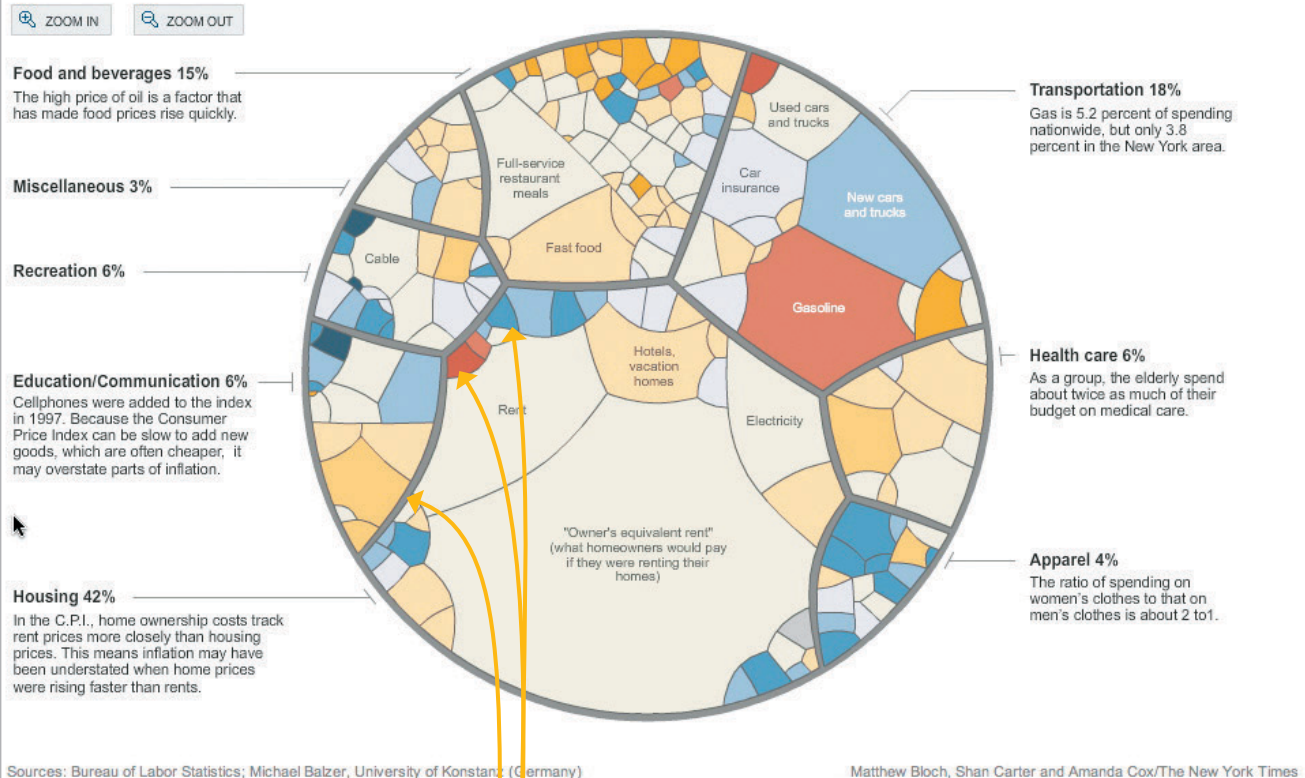 ZOOM IN
ZOOM OUT
Food and beverages 15%
The high price of oil is a factor that
has made food prices rise quickly.
Miscellaneous 3%
Recreation 6%
Education/Communication 6%
Cellphones were added to the index
in 1997. Because the Consumer
Price Index can be slow to add new
goods, which are often cheaper, it
may overstate parts of inflation.
Housing 42%
In the C.P.I., home ownership costs track
rent prices more closely than housing
prices. This means inflation may have
been understated when home prices
were rising faster than rents.
Full-service
restaurant
meals
Fast food
Cable
Used cars
and trucks
Car
insurance
New cars
and trucks
Gasoline
Hotels,
vacation
homes
Rent
Electricity
"Owner's equivalent rent"
(what homeowners would pay
if they were renting their
homes)
Transportation 18%
Gas is 5.2 percent of spending
nationwide, but only 3.8
percent in the New York area.
Health care 6%
As a group, the elderly spend
about twice as much of their
budget on medical care.
Apparel 4%
The ratio of spending on
women's clothes to that on
men's clothes is about 2 to1.
Sources: Bureau of Labor Statistics; Michael Balzer, University of Konstanz (Germany)
Matthew Bloch, Shan Carter and Amanda Cox/The New York Times